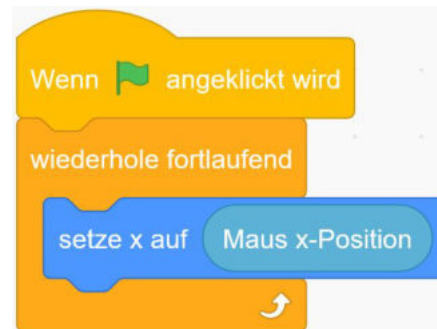 Wenn angeklickt wird
wiederhole fortlaufend
setze x auf Maus x-Position